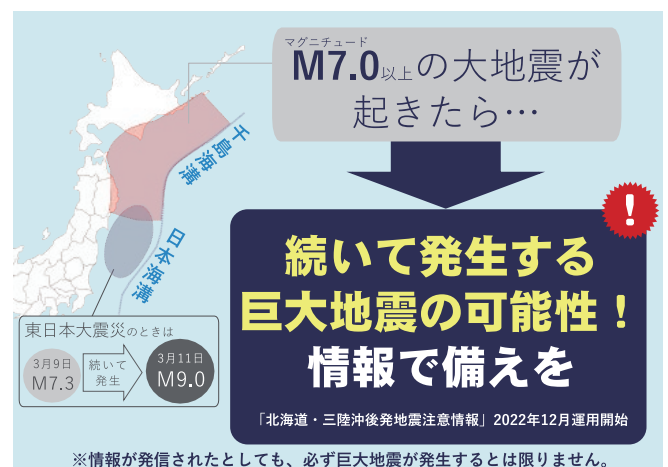 マグニチュード
M7.0以上の大地震が
起きたら…
千島海溝
日本海溝
東日本大震災のときは
3月9日
M7.3
続いて
発生
3月11日
M9.0
!
続いて発生する
巨大地震の可能性！
情報で備えを
「北海道・三陸沖後発地震注意情報」2022年12月運用開始
※情報が発信されたとしても、必ず巨大地震が発生するとは限りません。